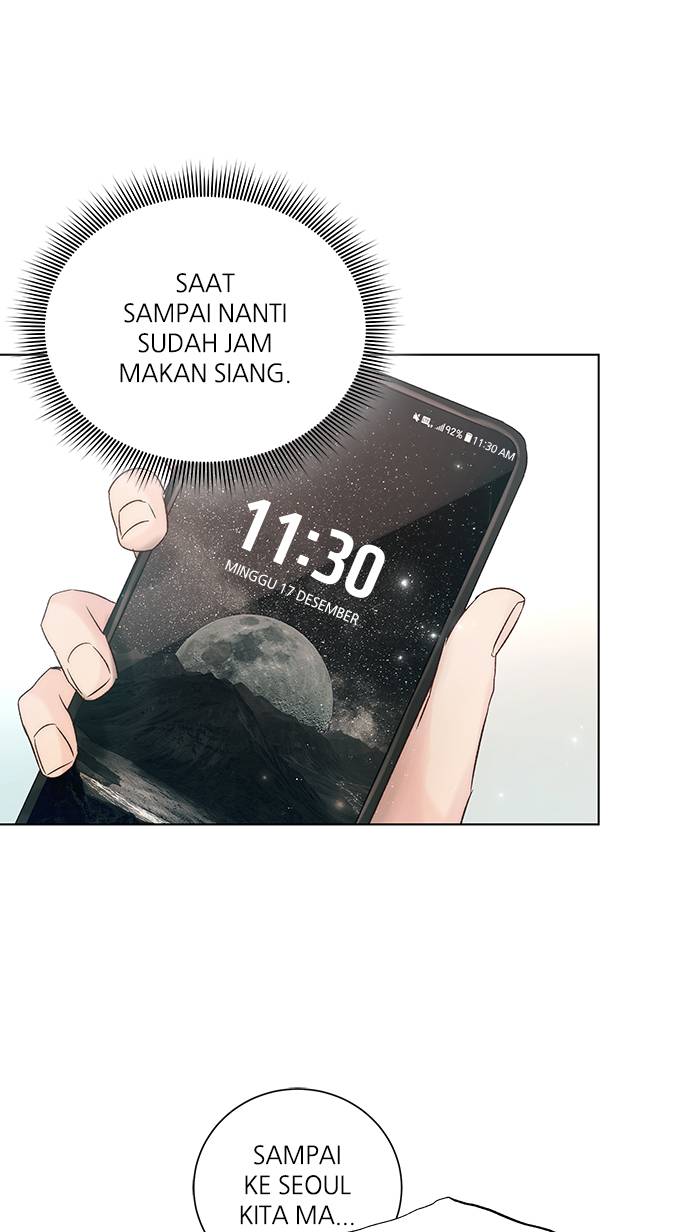 SAAT
SAMPAI NANTI
SUDAH JAM
MAKAN SIANG.
92% 11:30 AM
11:30
MINGGU 17 DESEMBER
SAMPAI
KE SEOUL
KITA MA...